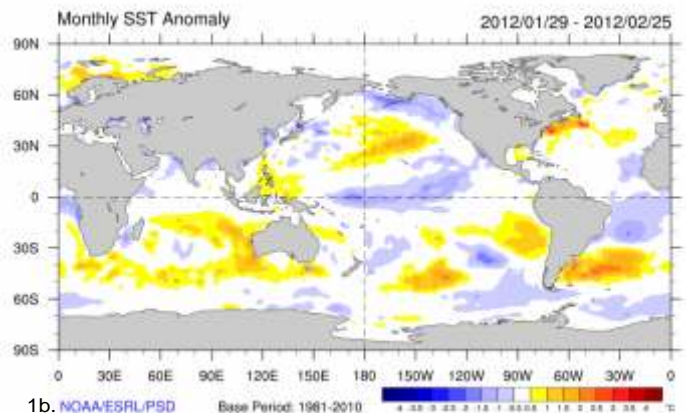 Monthly SST Anomaly 2012/01/29 - 2012/02/25
90N
60N
30N
0
30S
60S
90S
0 30E 60E 90E 120E 150E 180 150W 120W 90W 60W 30W 0
1b. NOAA/ESRL/PSD Base Period: 1981-2010